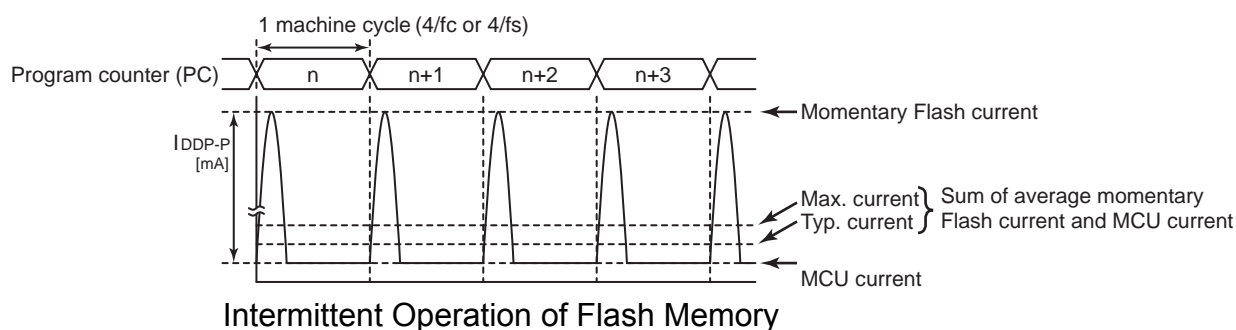 1 machine cycle (4/fc or 4/fs)
Program counter (PC)
n
n+1
n+2
n+3
Momentary Flash current
IDDP-P
[mA]
Max. current
Typ. current
Sum of average momentary
Flash current and MCU current
MCU current
Intermittent Operation of Flash Memory